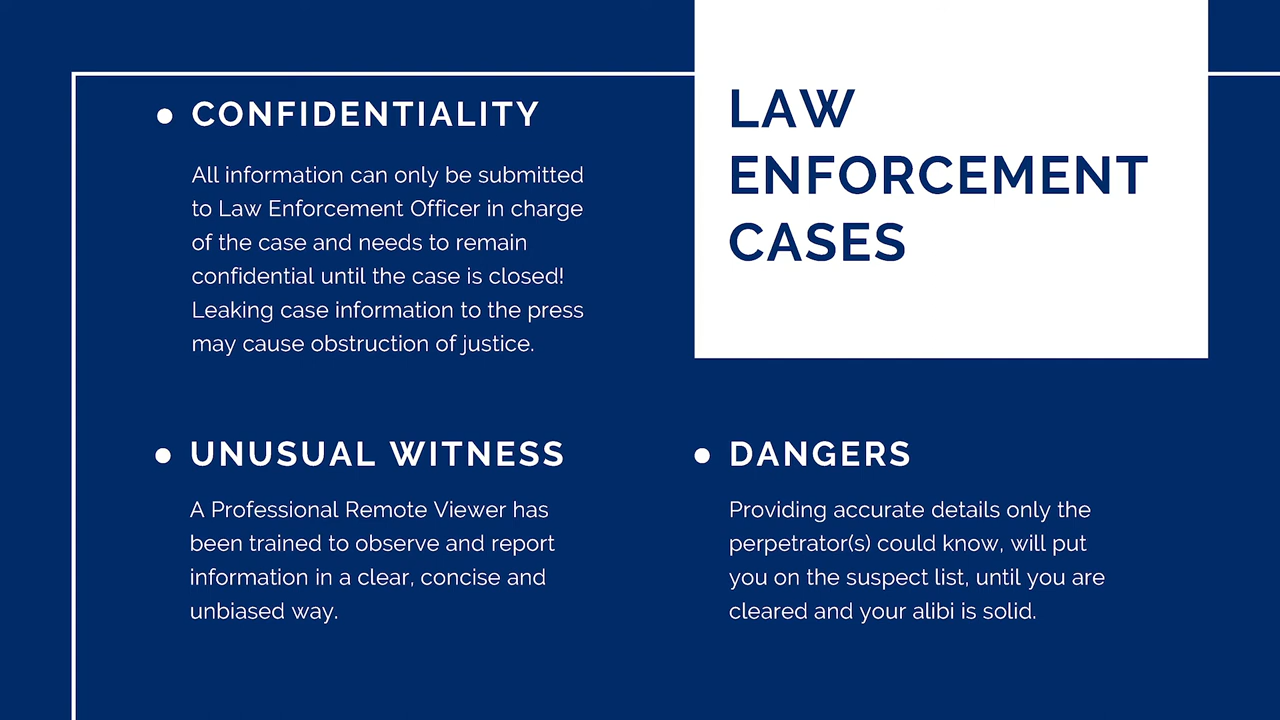 LAW
ENFORCEMENT
CASES
● CONFIDENTIALITY
All information can only be submitted
to Law Enforcement Officer in charge
of the case and needs to remain
confidential until the case is closed!
Leaking case information to the press
may cause obstruction of justice.
● UNUSUAL WITNESS
A Professional Remote Viewer has
been trained to observe and report
information in a clear, concise and
unbiased way.
● DANGERS
Providing accurate details only the
perpetrator(s) could know, will put
you on the suspect list, until you are
cleared and your alibi is solid.